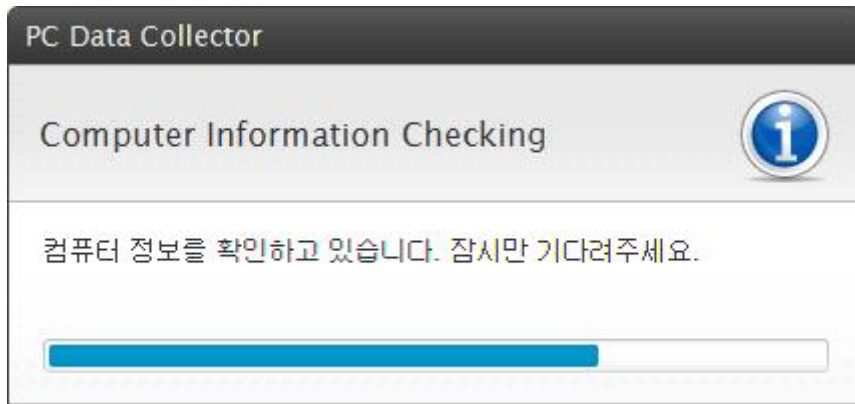 PC Data Collector
Computer Information Checking
컴퓨터 정보를 확인하고 있습니다. 잠시만 기다려주세요.